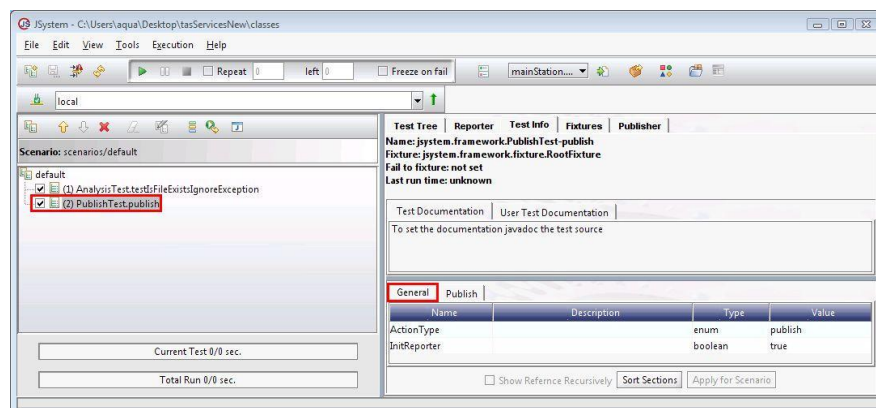 JSystem - C:\Users\aqua\Desktop\tasServicesNew\classes
File Edit View Tools Execution Help
Repeat 0 left 0 Freeze on fail mainStation....
local
Scenario: scenarios/default
default
(1) AnalysisTest.testIsFileExistsIgnoreException
(2) PublishTest.publish
Current Test 0/0 sec.
Total Run 0/0 sec.
Test Tree Reporter Test Info Fixtures Publisher
Name: jsystem.framework.PublishTest-publish
Fixture: jsystem.framework.fixture.RootFixture
Fail to fixture: not set
Last run time: unknown
Test Documentation User Test Documentation
To set the documentation javadoc the test source
General Publish
Name Description Type Value
ActionType enum publish
InitReporter boolean true
Show Refernce Recursively Sort Sections Apply for Scenario